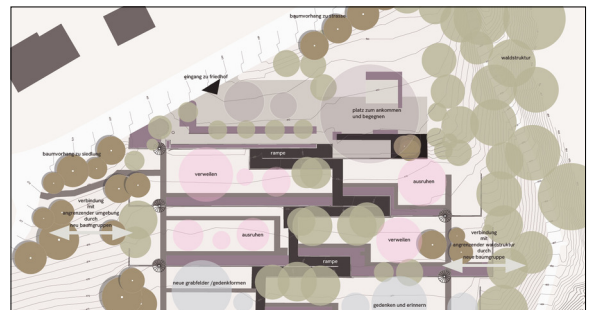 baumvorhang zu strasse
waldstruktur
eingang zu friedhof
platz zum ankommen
und begegnen
baumvorhang zu siedlung
rampe
verweilen
ausruhen
verbindung
mit
angrenzender umgebung
durch
neu baumgruppen
ausruhen
verweilen
verbindung
mit
angrenzender waldstruktur
durch
neue baumgruppe
rampe
neue grabfelder /gedenkformen
gedenken und erinnern